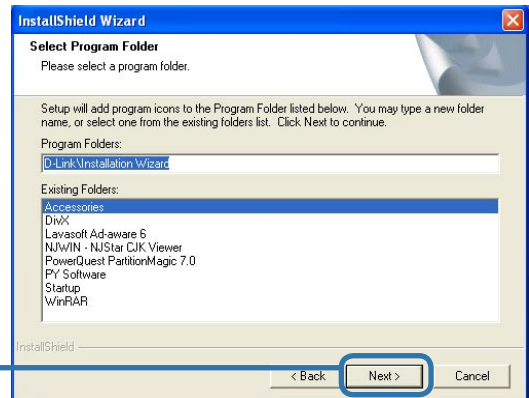 InstallShield Wizard
Select Program Folder
Please select a program folder.
Setup will add program icons to the Program Folder listed below. You may type a new folder
name, or select one from the existing folders list. Click Next to continue.
Program Folders:
D-Link\Installation Wizard
Existing Folders:
Accessories
DivX
Lavasoft Ad-aware 6
NJWIN - NJStar CJK Viewer
PowerQuest PartitionMagic 7.0
PY Software
Startup
WinRAR
InstallShield
< Back Next > Cancel